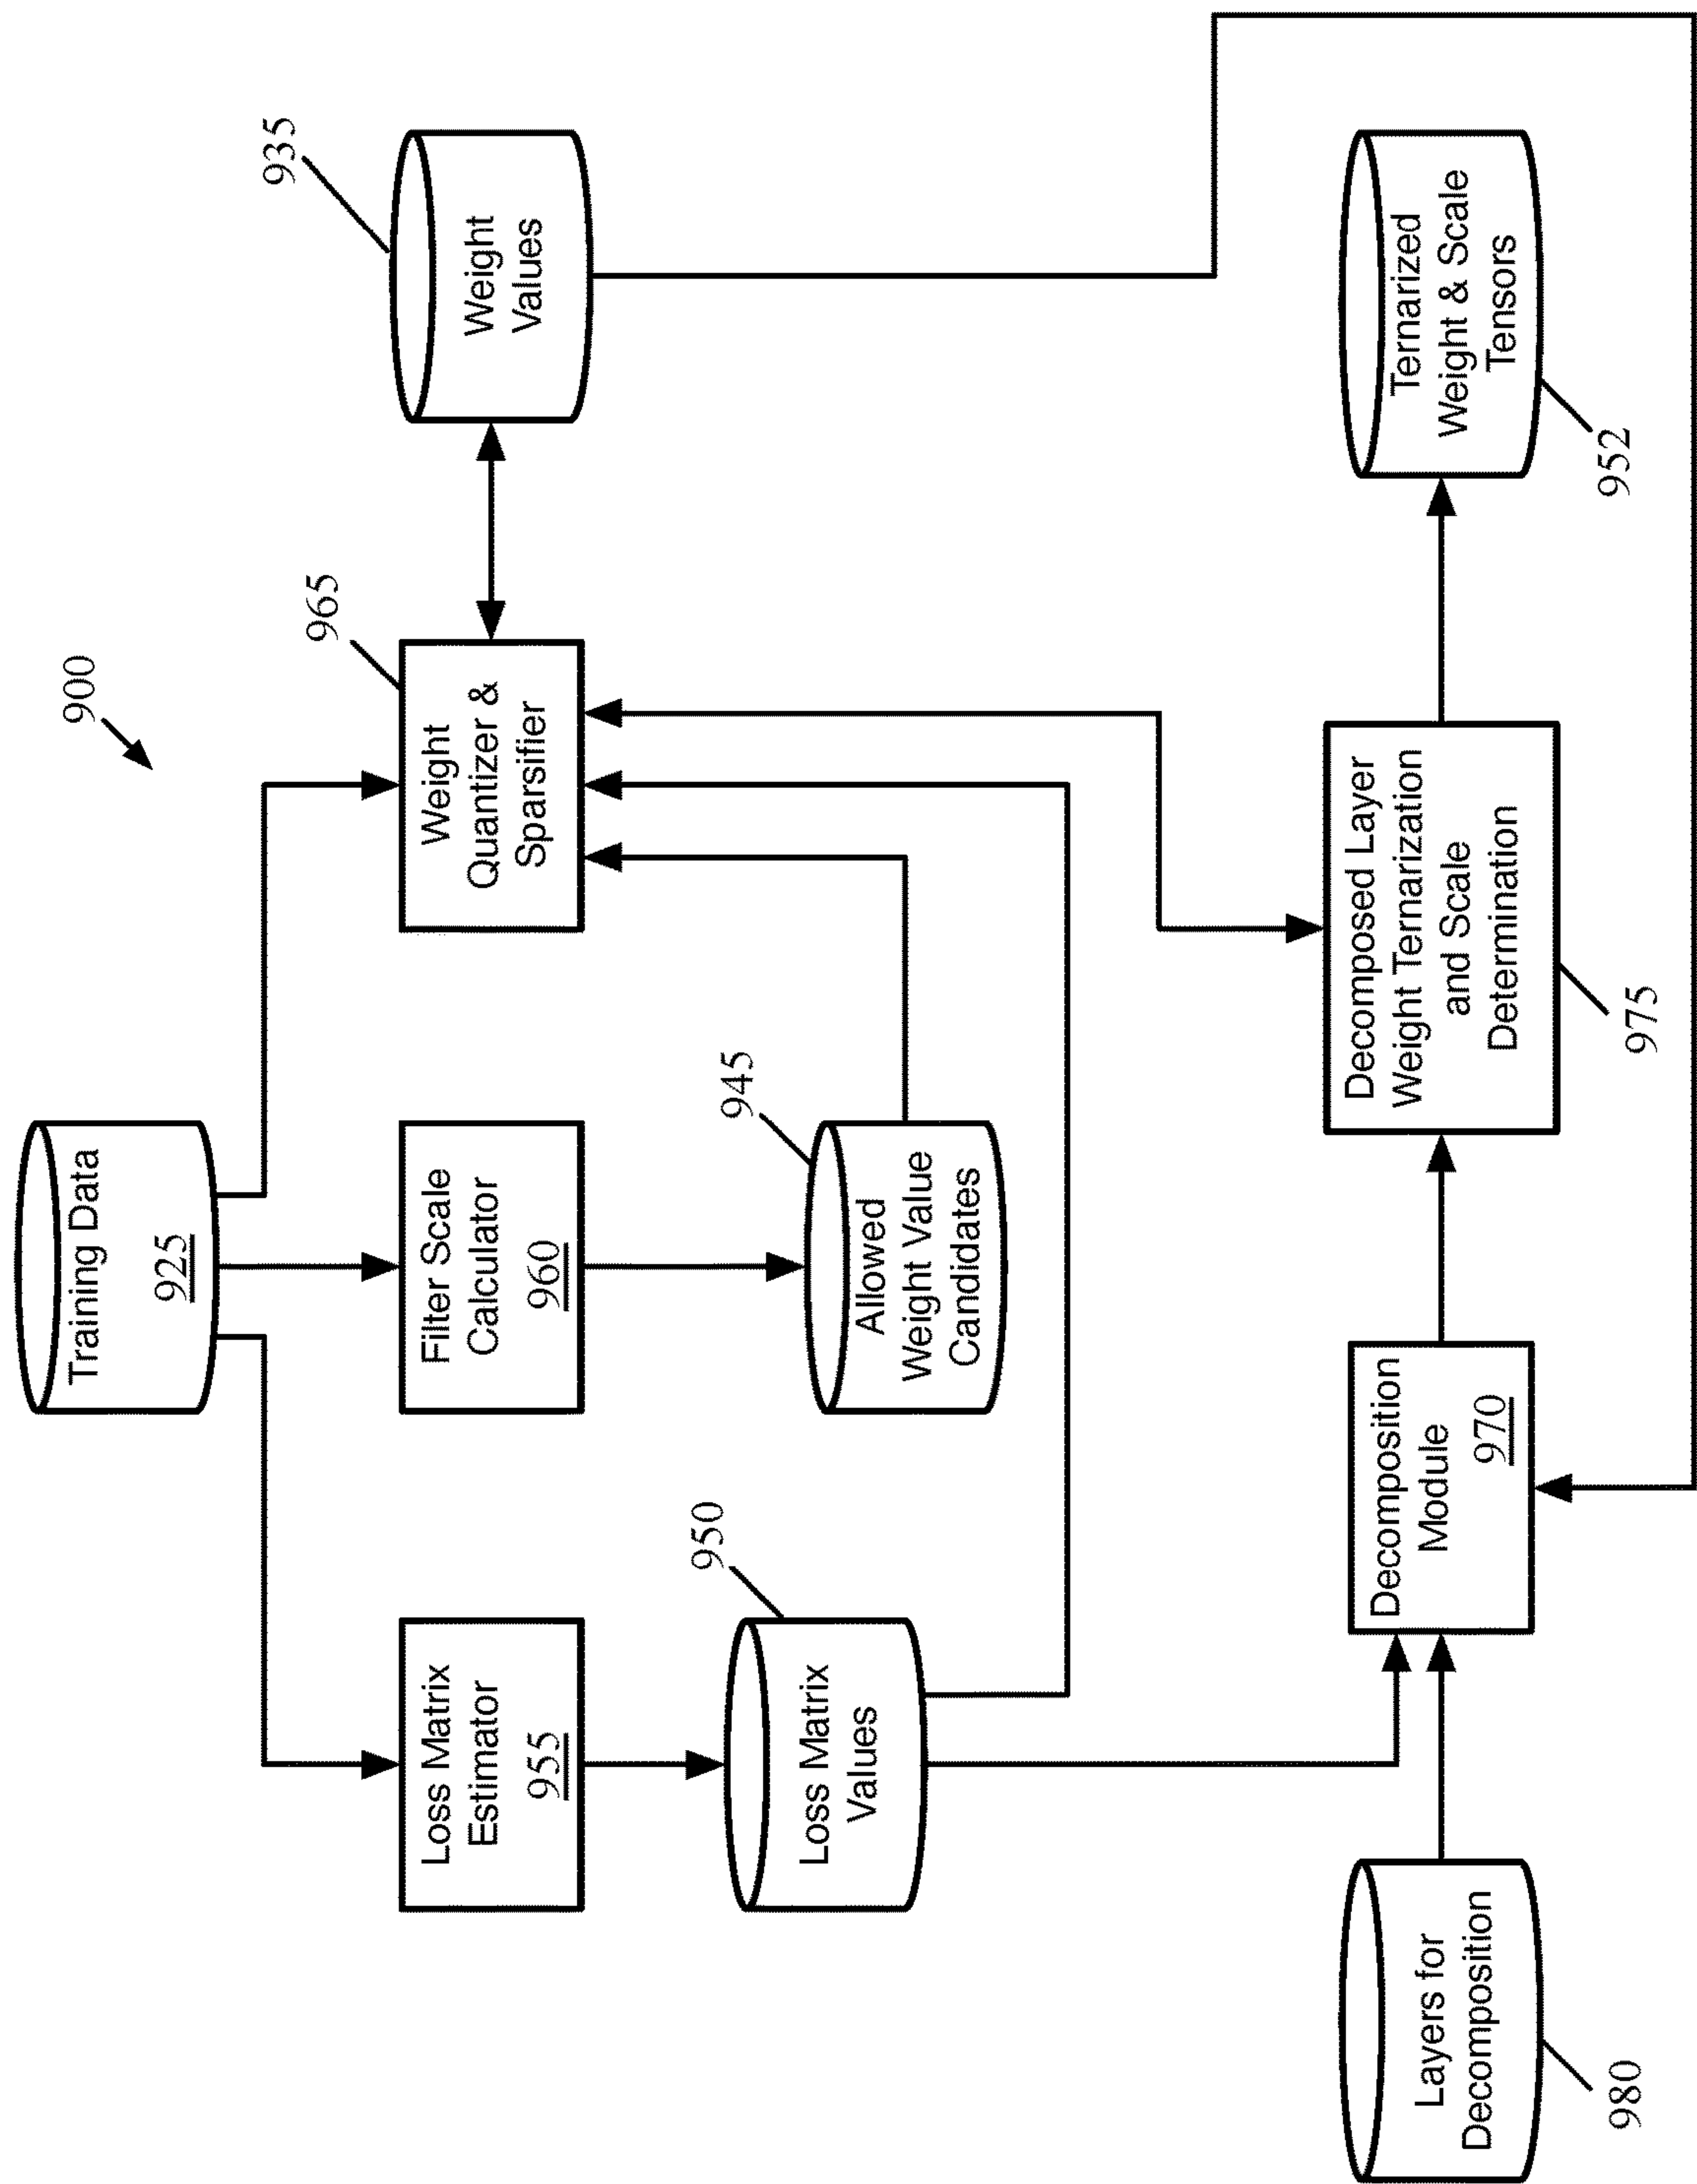 900
Training Data
925
Loss Matrix
Estimator
955
Filter Scale
Calculator
960
Weight
Quantizer &
Sparsifier
965
Weight
Values
935
Loss Matrix
Values
950
Allowed
Weight Value
Candidates
945
Layers for
Decomposition
980
Decomposition
Module
970
Decomposed Layer
Weight Ternarization
and Scale
Determination
975
Ternarized
Weight & Scale
Tensors
952